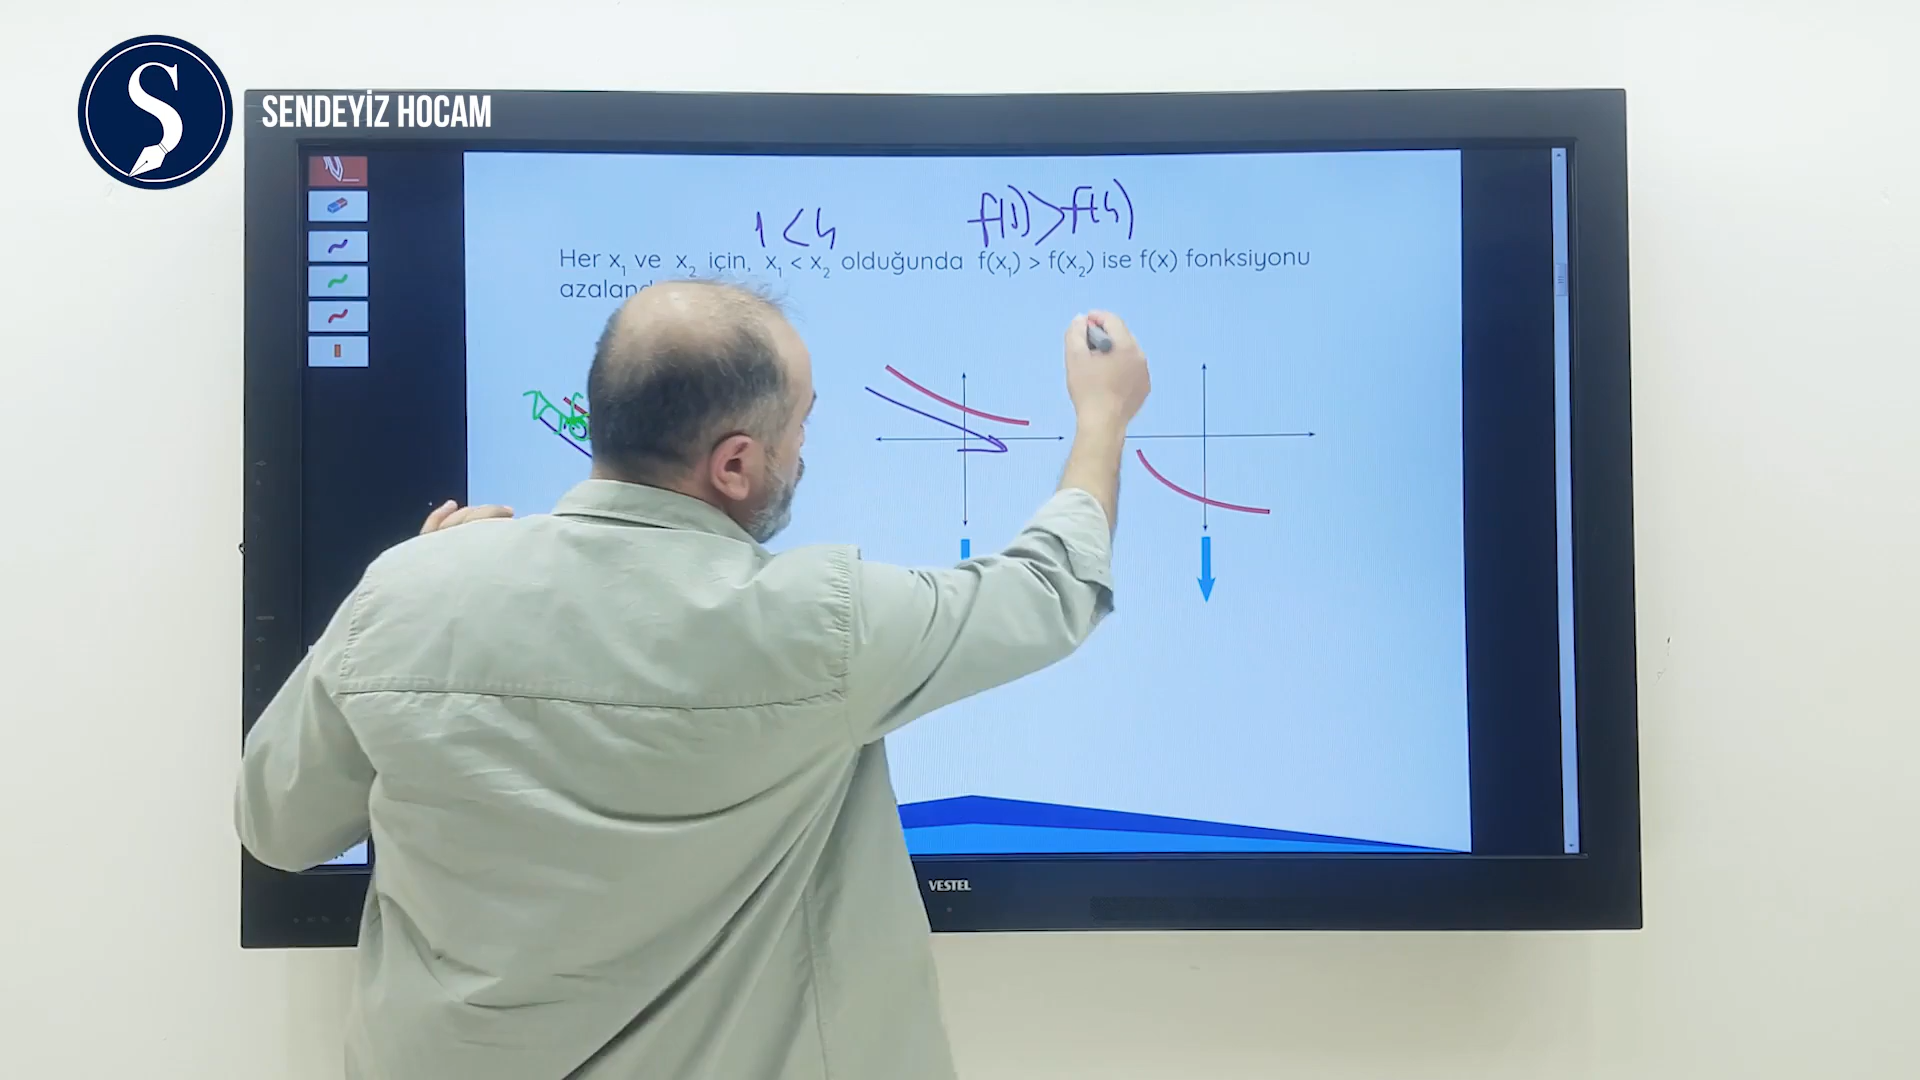 SENDEYİZ HOCAM
1 < 4 f(1) > f(4)
Her x₁ ve x₂ için, x₁ < x₂ olduğunda f(x₁) > f(x₂) ise f(x) fonksiyonu
azaland
VESTEL